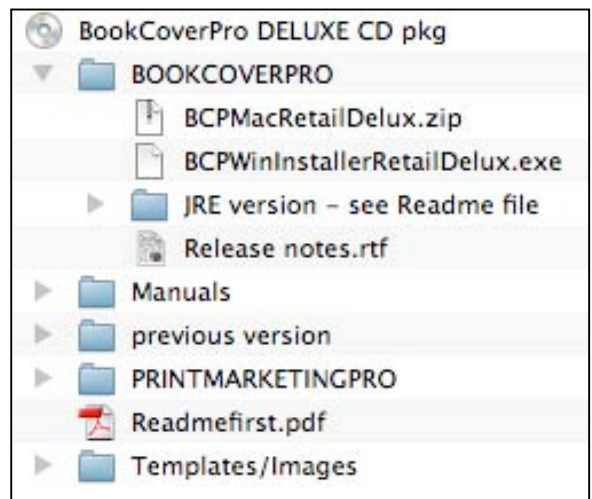 BookCoverPro DELUXE CD pkg
BOOKCOVERPRO
BCPMacRetailDelux.zip
BCPWinInstallerRetailDelux.exe
JRE version – see Readme file
Release notes.rtf
Manuals
previous version
PRINTMARKETINGPRO
Readmefirst.pdf
Templates/Images